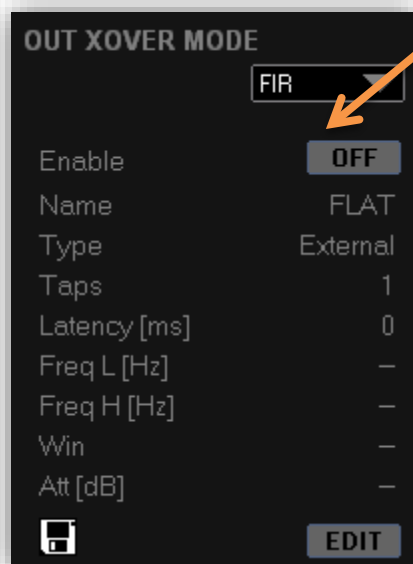 OUT XOVER MODE
FIR
Enable OFF
Name FLAT
Type External
Taps 1
Latency [ms] 0
Freq L [Hz] –
Freq H [Hz] –
Win –
Att [dB] –
EDIT